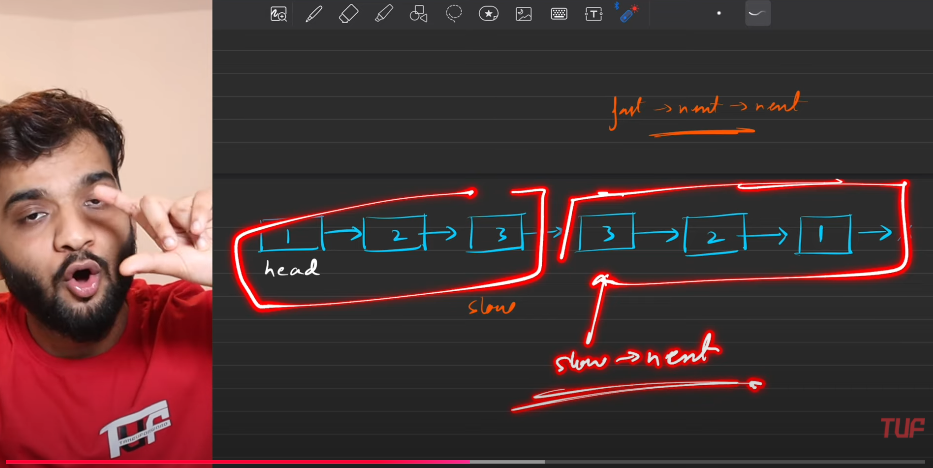 fast → next → next
1 → 2 → 3 → 3 → 2 → 1 →
head
slow
slow → next
TUF
TUF